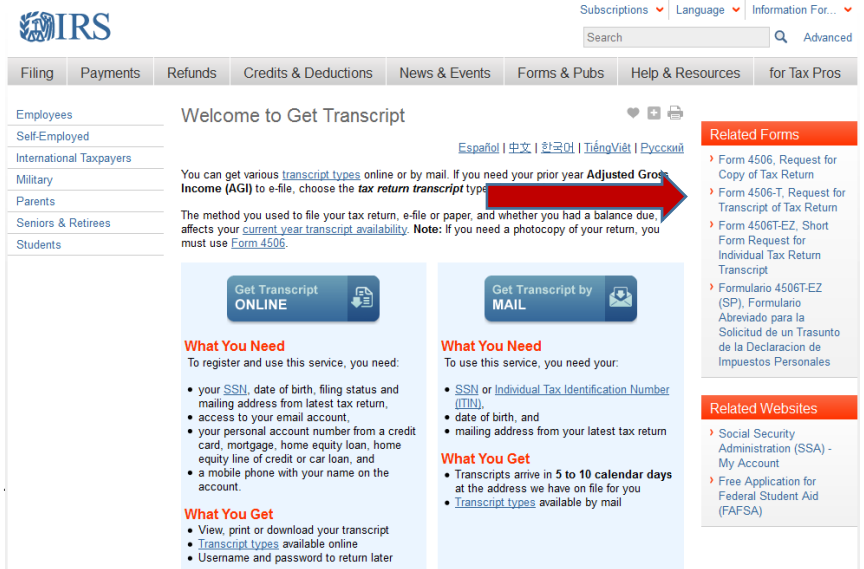 Subscriptions
Language
Information For...
IRS
Search
Advanced
Filing
Payments
Refunds
Credits & Deductions
News & Events
Forms & Pubs
Help & Resources
for Tax Pros
Employees
Self-Employed
International Taxpayers
Military
Parents
Seniors & Retirees
Students
Welcome to Get Transcript
Español | 中文 | 한국어 | TiếngViệt | Русский
You can get various transcript types online or by mail. If you need your prior year Adjusted Gross
Income (AGI) to e-file, choose the tax return transcript type
The method you used to file your tax return, e-file or paper, and whether you had a balance due,
affects your current year transcript availability. Note: If you need a photocopy of your return, you
must use Form 4506.
Get Transcript
ONLINE
What You Need
To register and use this service, you need:
• your SSN, date of birth, filing status and
mailing address from latest tax return,
• access to your email account,
• your personal account number from a credit
card, mortgage, home equity loan, home
equity line of credit or car loan, and
• a mobile phone with your name on the
account.
What You Get
• View, print or download your transcript
• Transcript types available online
• Username and password to return later
Get Transcript by
MAIL
What You Need
To use this service, you need your:
• SSN or Individual Tax Identification Number
(ITIN),
• date of birth, and
• mailing address from your latest tax return
What You Get
• Transcripts arrive in 5 to 10 calendar days
at the address we have on file for you
• Transcript types available by mail
Related Forms
Form 4506, Request for
Copy of Tax Return
Form 4506-T, Request for
Transcript of Tax Return
Form 4506T-EZ, Short
Form Request for
Individual Tax Return
Transcript
Formulario 4506T-EZ
(SP), Formulario
Abreviado para la
Solicitud de un Trasunto
de la Declaracion de
Impuestos Personales
Related Websites
Social Security
Administration (SSA) -
My Account
Free Application for
Federal Student Aid
(FAFSA)